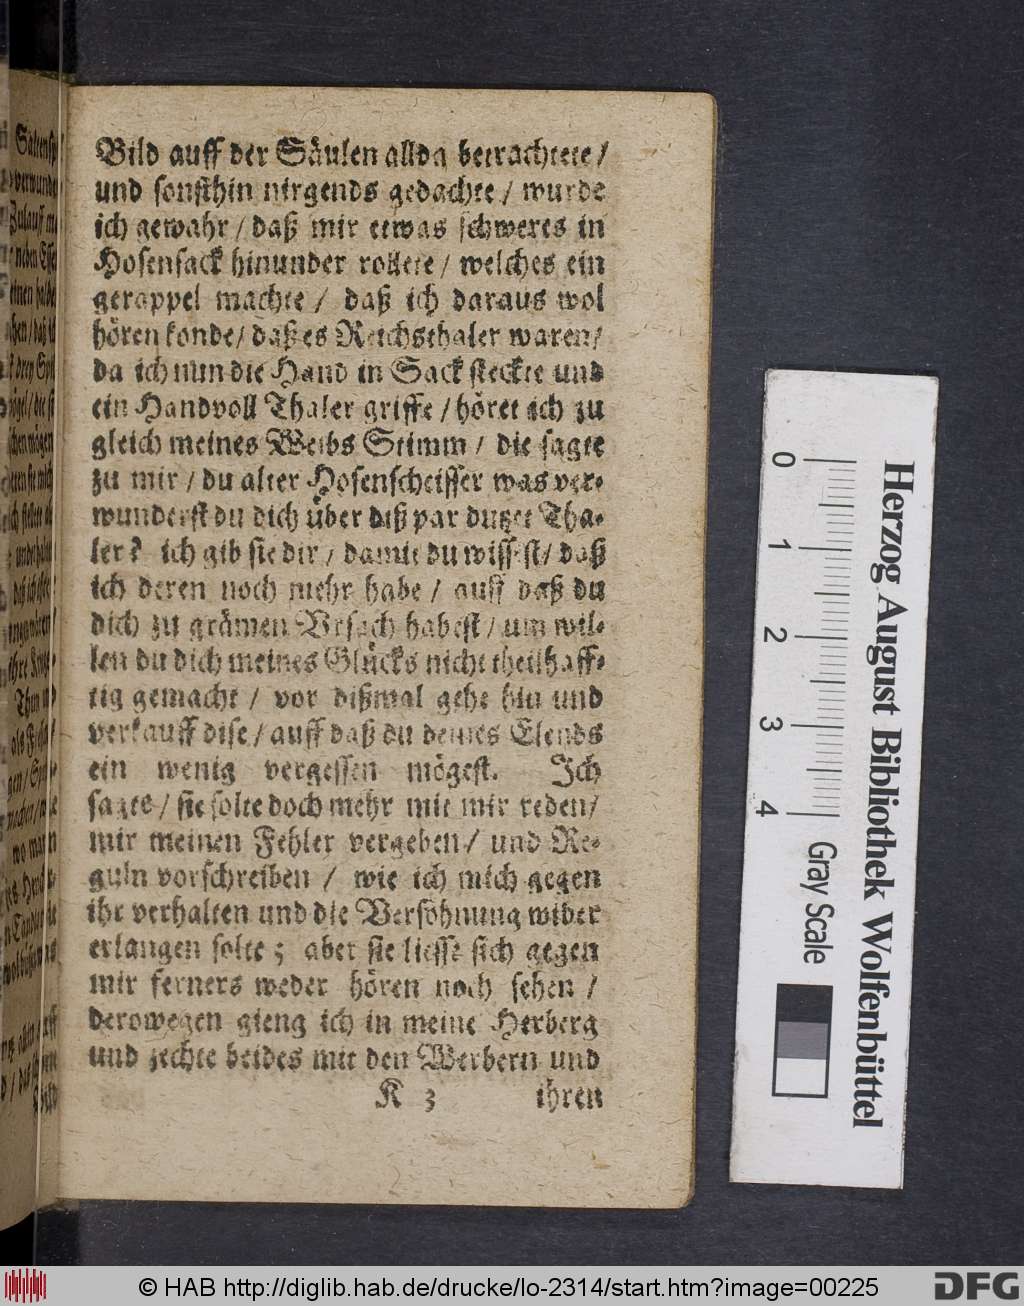 Bild auff der Säulen allda betrachtete /
und sonsthin nirgends gedachte / wurde
ich gewahr / daß mir etwas schweres in
Hosensack hinunder rollete / welches ein
gerappel machte / daß ich daraus wol
hören konde / daß es Reichsthaler waren /
da ich nun die Hand in Sack steckte und
ein Handvoll Thaler griffe / höret ich zu
gleich meines Weibs Stimm / die sagte
zu mir / du alter Hosenscheisser was ver-
wunderst du dich über diß par dutzet Tha-
ler? ich gib sie dir / damit du wissest / daß
ich deren noch mehr habe / auff daß du
dich zu grämen Vrsach habest / um wil-
len du dich meines Glücks nicht theilhaff-
tig gemacht / vor dißmal gehe hin und
verkauff dise / auff daß du deines Elends
ein wenig vergessen mögest. Ich
sagte / sie solte doch mehr mit mir reden /
mir meinen Fehler vergeben / und Re-
guln vorschreiben / wie ich mich gegen
ihr verhalten und die Versöhnung wider
erlangen solte; aber sie liesse sich gegen
mir ferners weder hören noch sehen /
derowegen gieng ich in meine Herberg
und zechte beides mit den Werbern und
K 3 ihren
0 1 2 3 4 Gray Scale
Herzog August Bibliothek Wolfenbüttel
© HAB http://diglib.hab.de/drucke/lo-2314/start.htm?image=00225
DFG